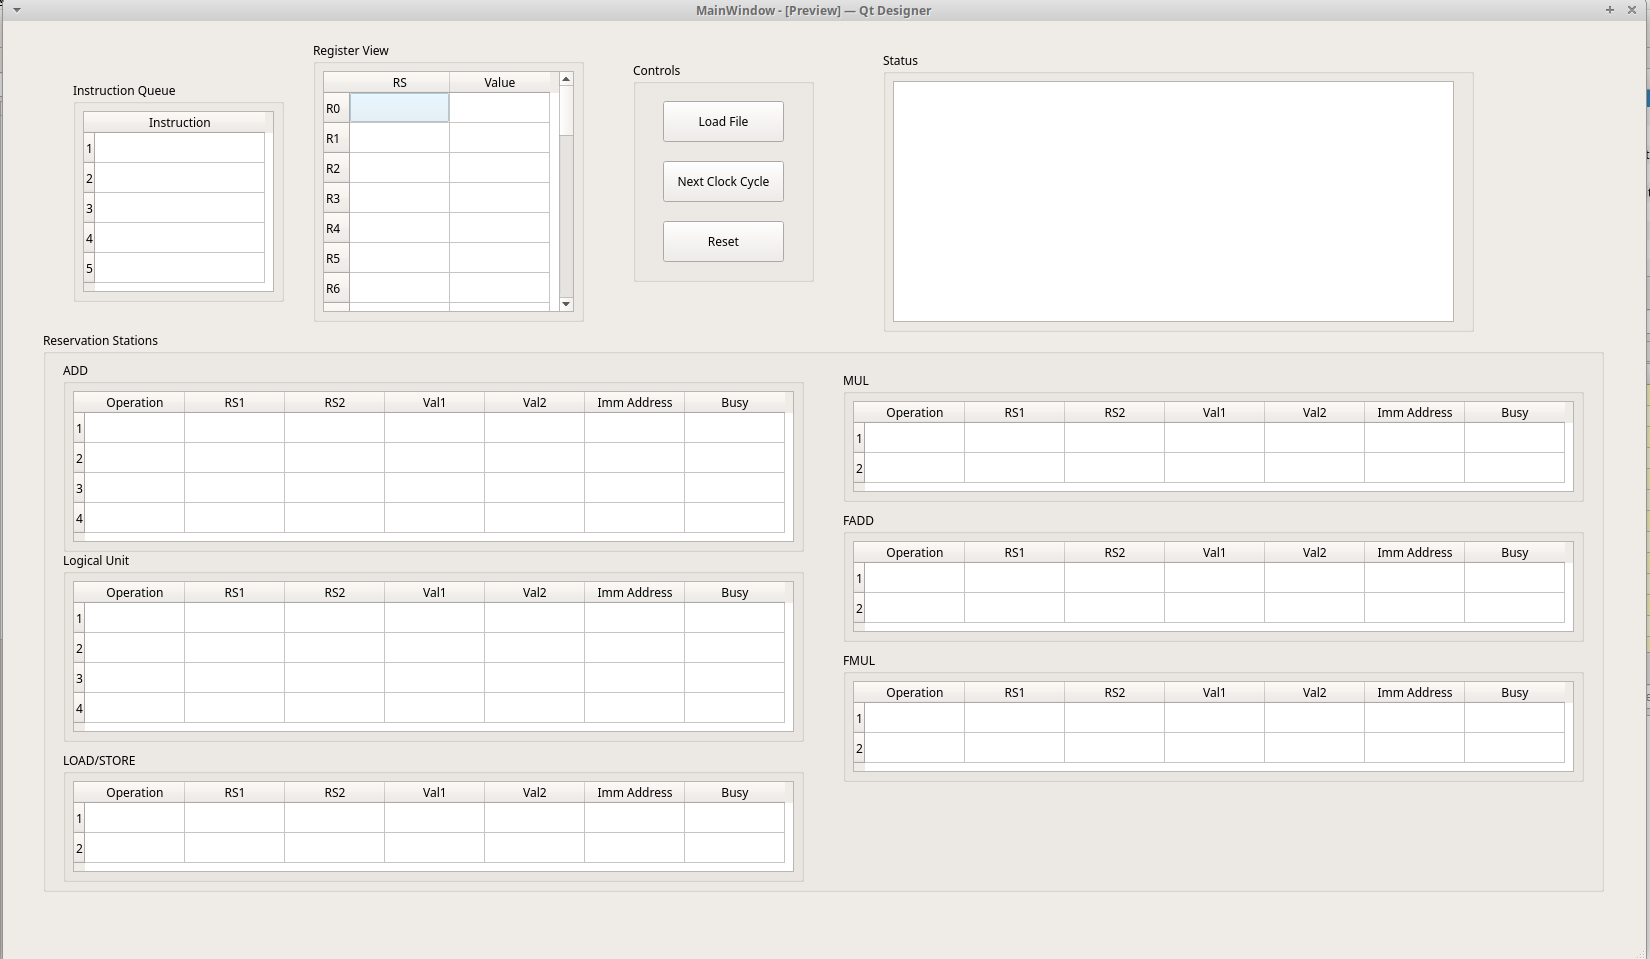 MainWindow - [Preview] — Qt Designer
Register View
Status
Controls
Instruction Queue
RS Value
R0
R1
R2
R3
R4
R5
R6
Instruction
1
2
3
4
5
Load File
Next Clock Cycle
Reset
Reservation Stations
ADD
Operation RS1 RS2 Val1 Val2 Imm Address Busy
1
2
3
4
Logical Unit
Operation RS1 RS2 Val1 Val2 Imm Address Busy
1
2
3
4
LOAD/STORE
Operation RS1 RS2 Val1 Val2 Imm Address Busy
1
2
MUL
Operation RS1 RS2 Val1 Val2 Imm Address Busy
1
2
FADD
Operation RS1 RS2 Val1 Val2 Imm Address Busy
1
2
FMUL
Operation RS1 RS2 Val1 Val2 Imm Address Busy
1
2